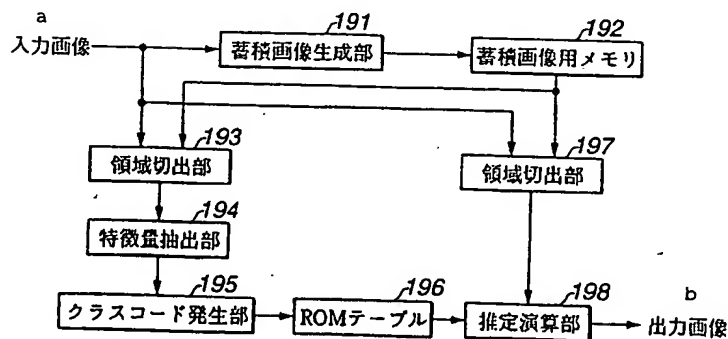 a
入力画像
191
蓄積画像生成部
192
蓄積画像用メモリ
193
領域切出部
197
領域切出部
194
特徴量抽出部
195
クラスコード発生部
196
ROMテーブル
198
推定演算部
b
出力画像